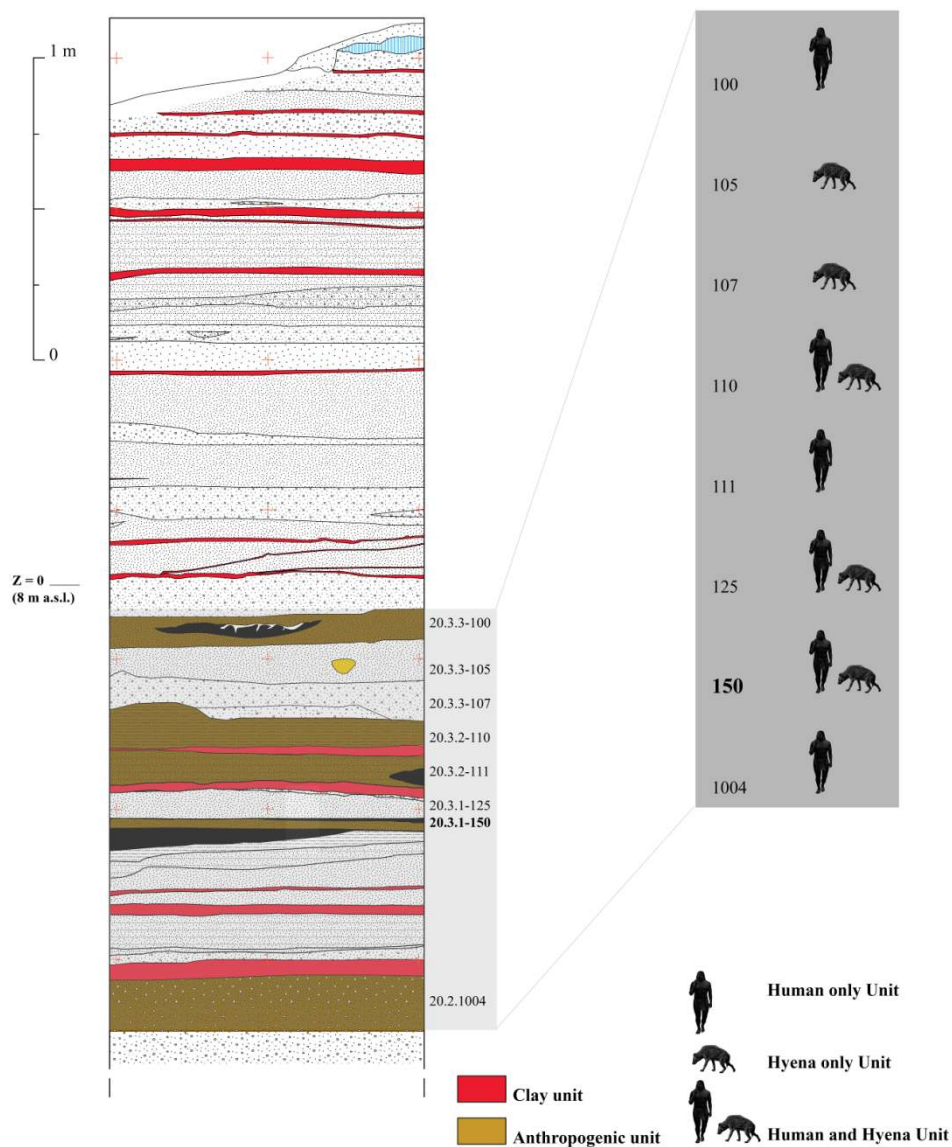 1 m
0
Z = 0
(8 m a.s.l.)
20.3.3-100
20.3.3-105
20.3.3-107
20.3.2-110
20.3.2-111
20.3.1-125
20.3.1-150
20.2.1004
100
105
107
110
111
125
150
1004
Clay unit
Anthropogenic unit
Human only Unit
Hyena only Unit
Human and Hyena Unit